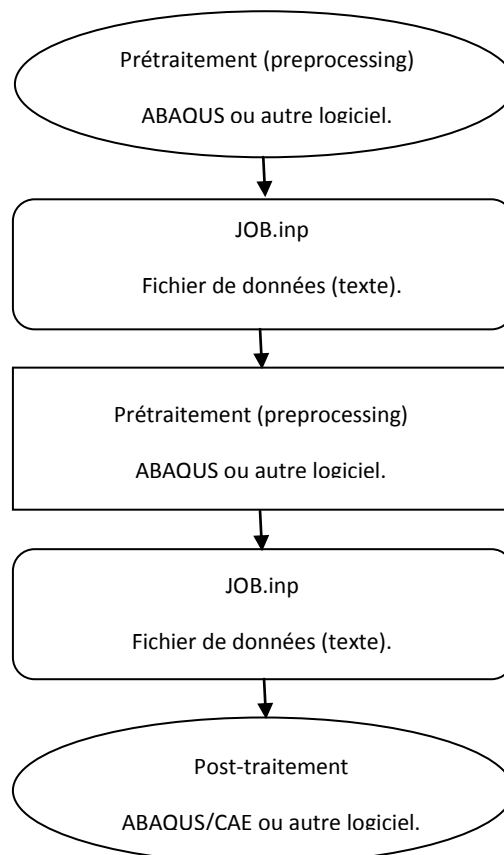 Prétraitement (preprocessing)
ABAQUS ou autre logiciel.
JOB.inp
Fichier de données (texte).
Prétraitement (preprocessing)
ABAQUS ou autre logiciel.
JOB.inp
Fichier de données (texte).
Post-traitement
ABAQUS/CAE ou autre logiciel.